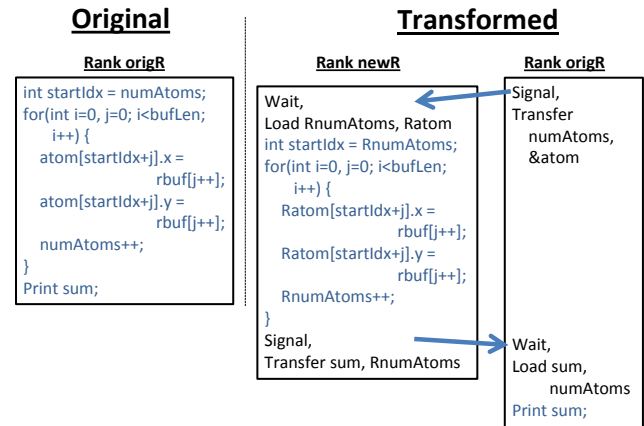 Original
Rank origR
int startIdx = numAtoms;
for(int i=0, j=0; i<bufLen;
i++) {
atom[startIdx+j].x =
rbuf[j++];
atom[startIdx+j].y =
rbuf[j++];
numAtoms++;
}
Print sum;
Transformed
Rank newR
Wait,
Load RnumAtoms, Ratom
int startIdx = RnumAtoms;
for(int i=0, j=0; i<bufLen;
i++) {
Ratom[startIdx+j].x =
rbuf[j++];
Ratom[startIdx+j].y =
rbuf[j++];
RnumAtoms++;
}
Signal,
Transfer sum, RnumAtoms
Rank origR
Signal,
Transfer
numAtoms,
&atom
Wait,
Load sum,
numAtoms
Print sum;